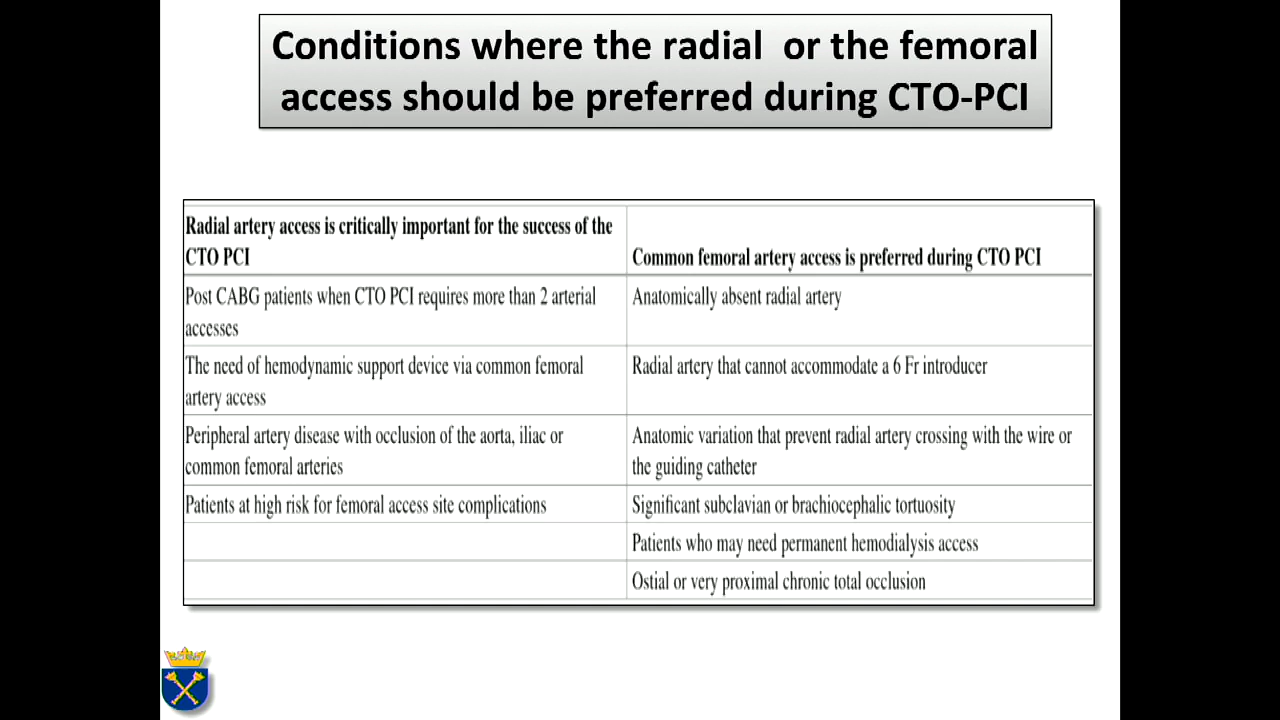 Conditions where the radial or the femoral
access should be preferred during CTO-PCI
Radial artery access is critically important for the success of the
CTO PCI
Common femoral artery access is preferred during CTO PCI
Post CABG patients when CTO PCI requires more than 2 arterial
accesses
Anatomically absent radial artery
The need of hemodynamic support device via common femoral
artery access
Radial artery that cannot accommodate a 6 Fr introducer
Peripheral artery disease with occlusion of the aorta, iliac or
common femoral arteries
Anatomic variation that prevent radial artery crossing with the wire or
the guiding catheter
Patients at high risk for femoral access site complications
Significant subclavian or brachiocephalic tortuosity
Patients who may need permanent hemodialysis access
Ostial or very proximal chronic total occlusion